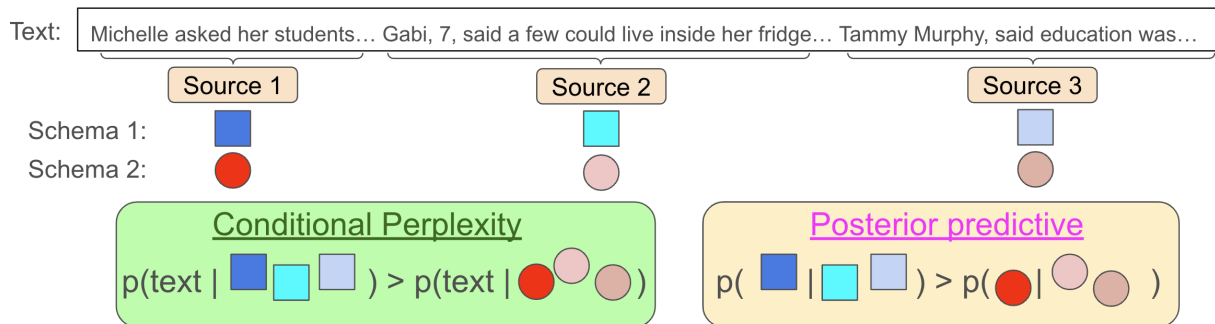 Text: Michelle asked her students… Gabi, 7, said a few could live inside her fridge… Tammy Murphy, said education was…
Source 1 Source 2 Source 3
Schema 1:
Schema 2:
Conditional Perplexity
p(text | ) > p(text | )
Posterior predictive
p( | ) > p( | )